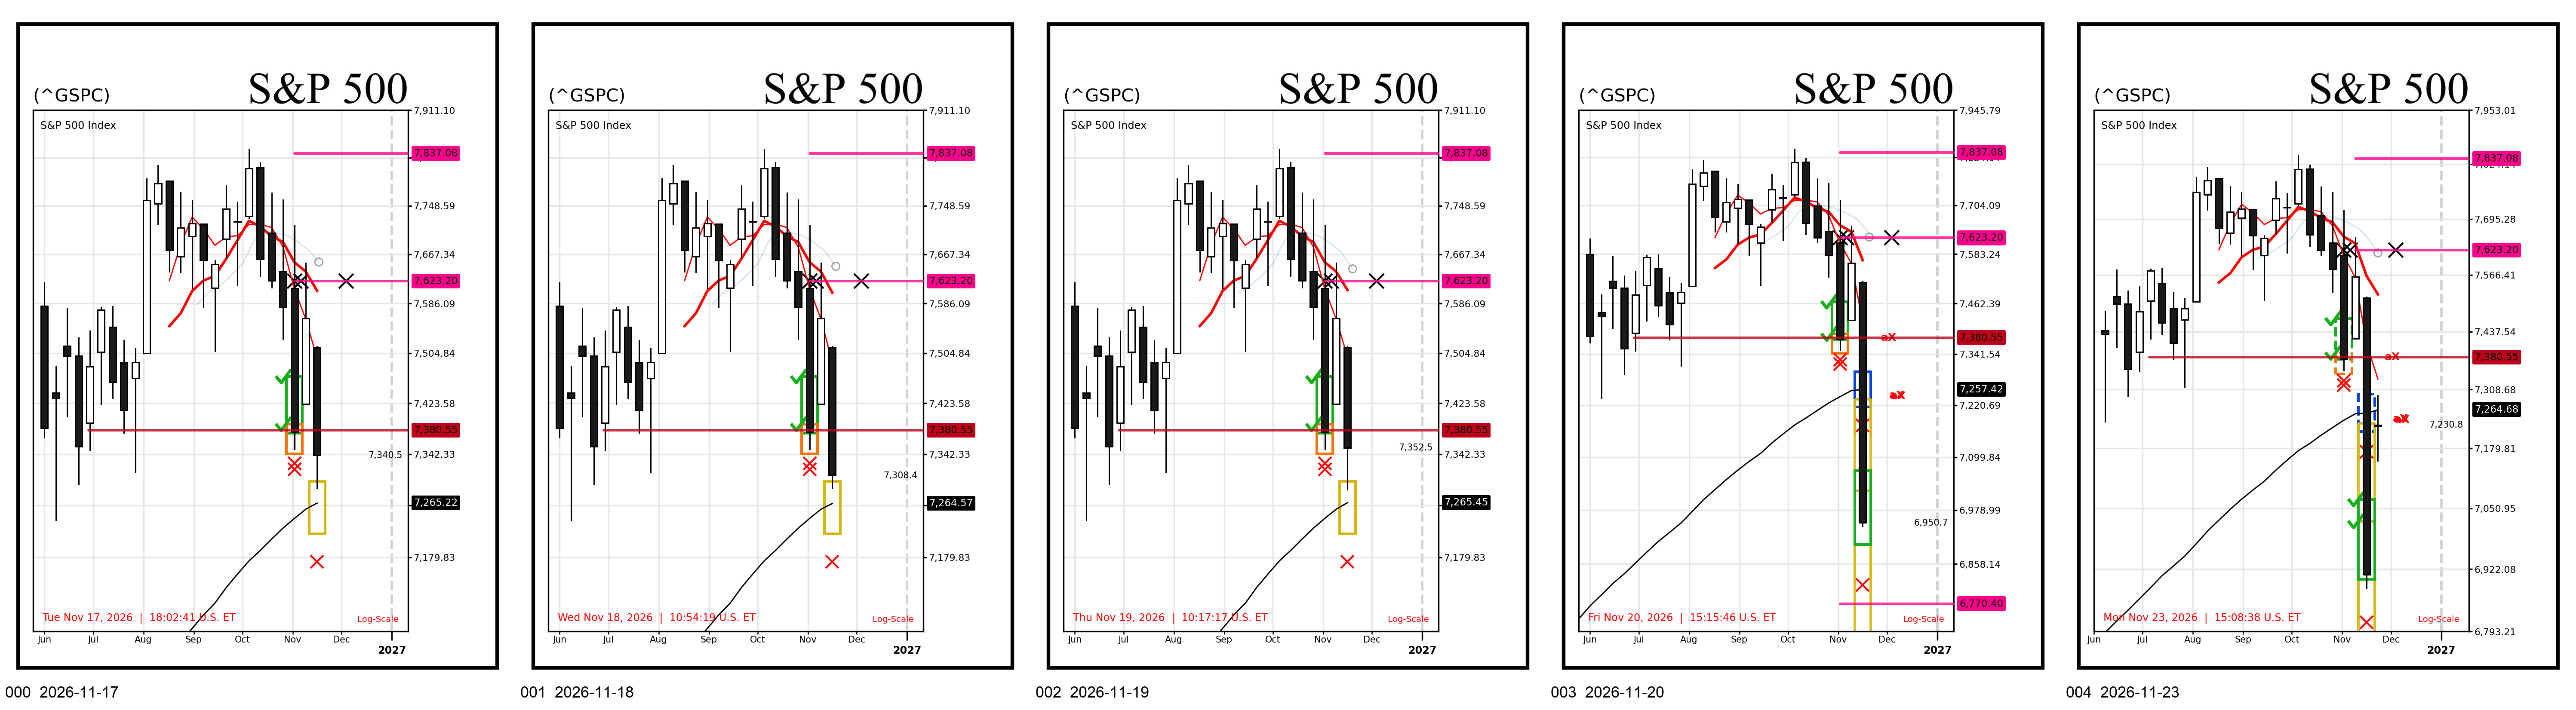 (^GSPC) S&P 500
S&P 500 Index
7,911.10
7,837.08
7,748.59
7,667.34
7,623.20
7,586.09
7,504.84
7,423.58
7,380.55
7,340.5
7,342.33
7,265.22
7,179.83
Tue Nov 17, 2026 | 18:02:41 U.S. ET
Log-Scale
Jun Jul Aug Sep Oct Nov Dec
2027
000 2026-11-17
(^GSPC) S&P 500
S&P 500 Index
7,911.10
7,837.08
7,748.59
7,667.34
7,623.20
7,586.09
7,504.84
7,423.58
7,380.55
7,342.33
7,308.4
7,264.57
7,179.83
Wed Nov 18, 2026 | 10:54:19 U.S. ET
Log-Scale
Jun Jul Aug Sep Oct Nov Dec
2027
001 2026-11-18
(^GSPC) S&P 500
S&P 500 Index
7,911.10
7,837.08
7,748.59
7,667.34
7,623.20
7,586.09
7,504.84
7,423.58
7,380.55
7,352.5
7,342.33
7,265.45
7,179.83
Thu Nov 19, 2026 | 10:17:17 U.S. ET
Log-Scale
Jun Jul Aug Sep Oct Nov Dec
2027
002 2026-11-19
(^GSPC) S&P 500
S&P 500 Index
7,945.79
7,837.08
7,704.09
7,623.20
7,583.24
7,462.39
aX
7,380.55
7,341.54
7,257.42
aX
7,220.69
7,099.84
6,978.99
6,950.7
6,858.14
6,770.40
Fri Nov 20, 2026 | 15:15:46 U.S. ET
Log-Scale
Jun Jul Aug Sep Oct Nov Dec
2027
003 2026-11-20
(^GSPC) S&P 500
S&P 500 Index
7,953.01
7,837.08
7,695.28
7,623.20
7,566.41
7,437.54
aX
7,380.55
7,308.68
7,264.68
aX
7,230.8
7,179.81
7,050.95
6,922.08
Mon Nov 23, 2026 | 15:08:38 U.S. ET
Log-Scale
6,793.21
Jun Jul Aug Sep Oct Nov Dec
2027
004 2026-11-23